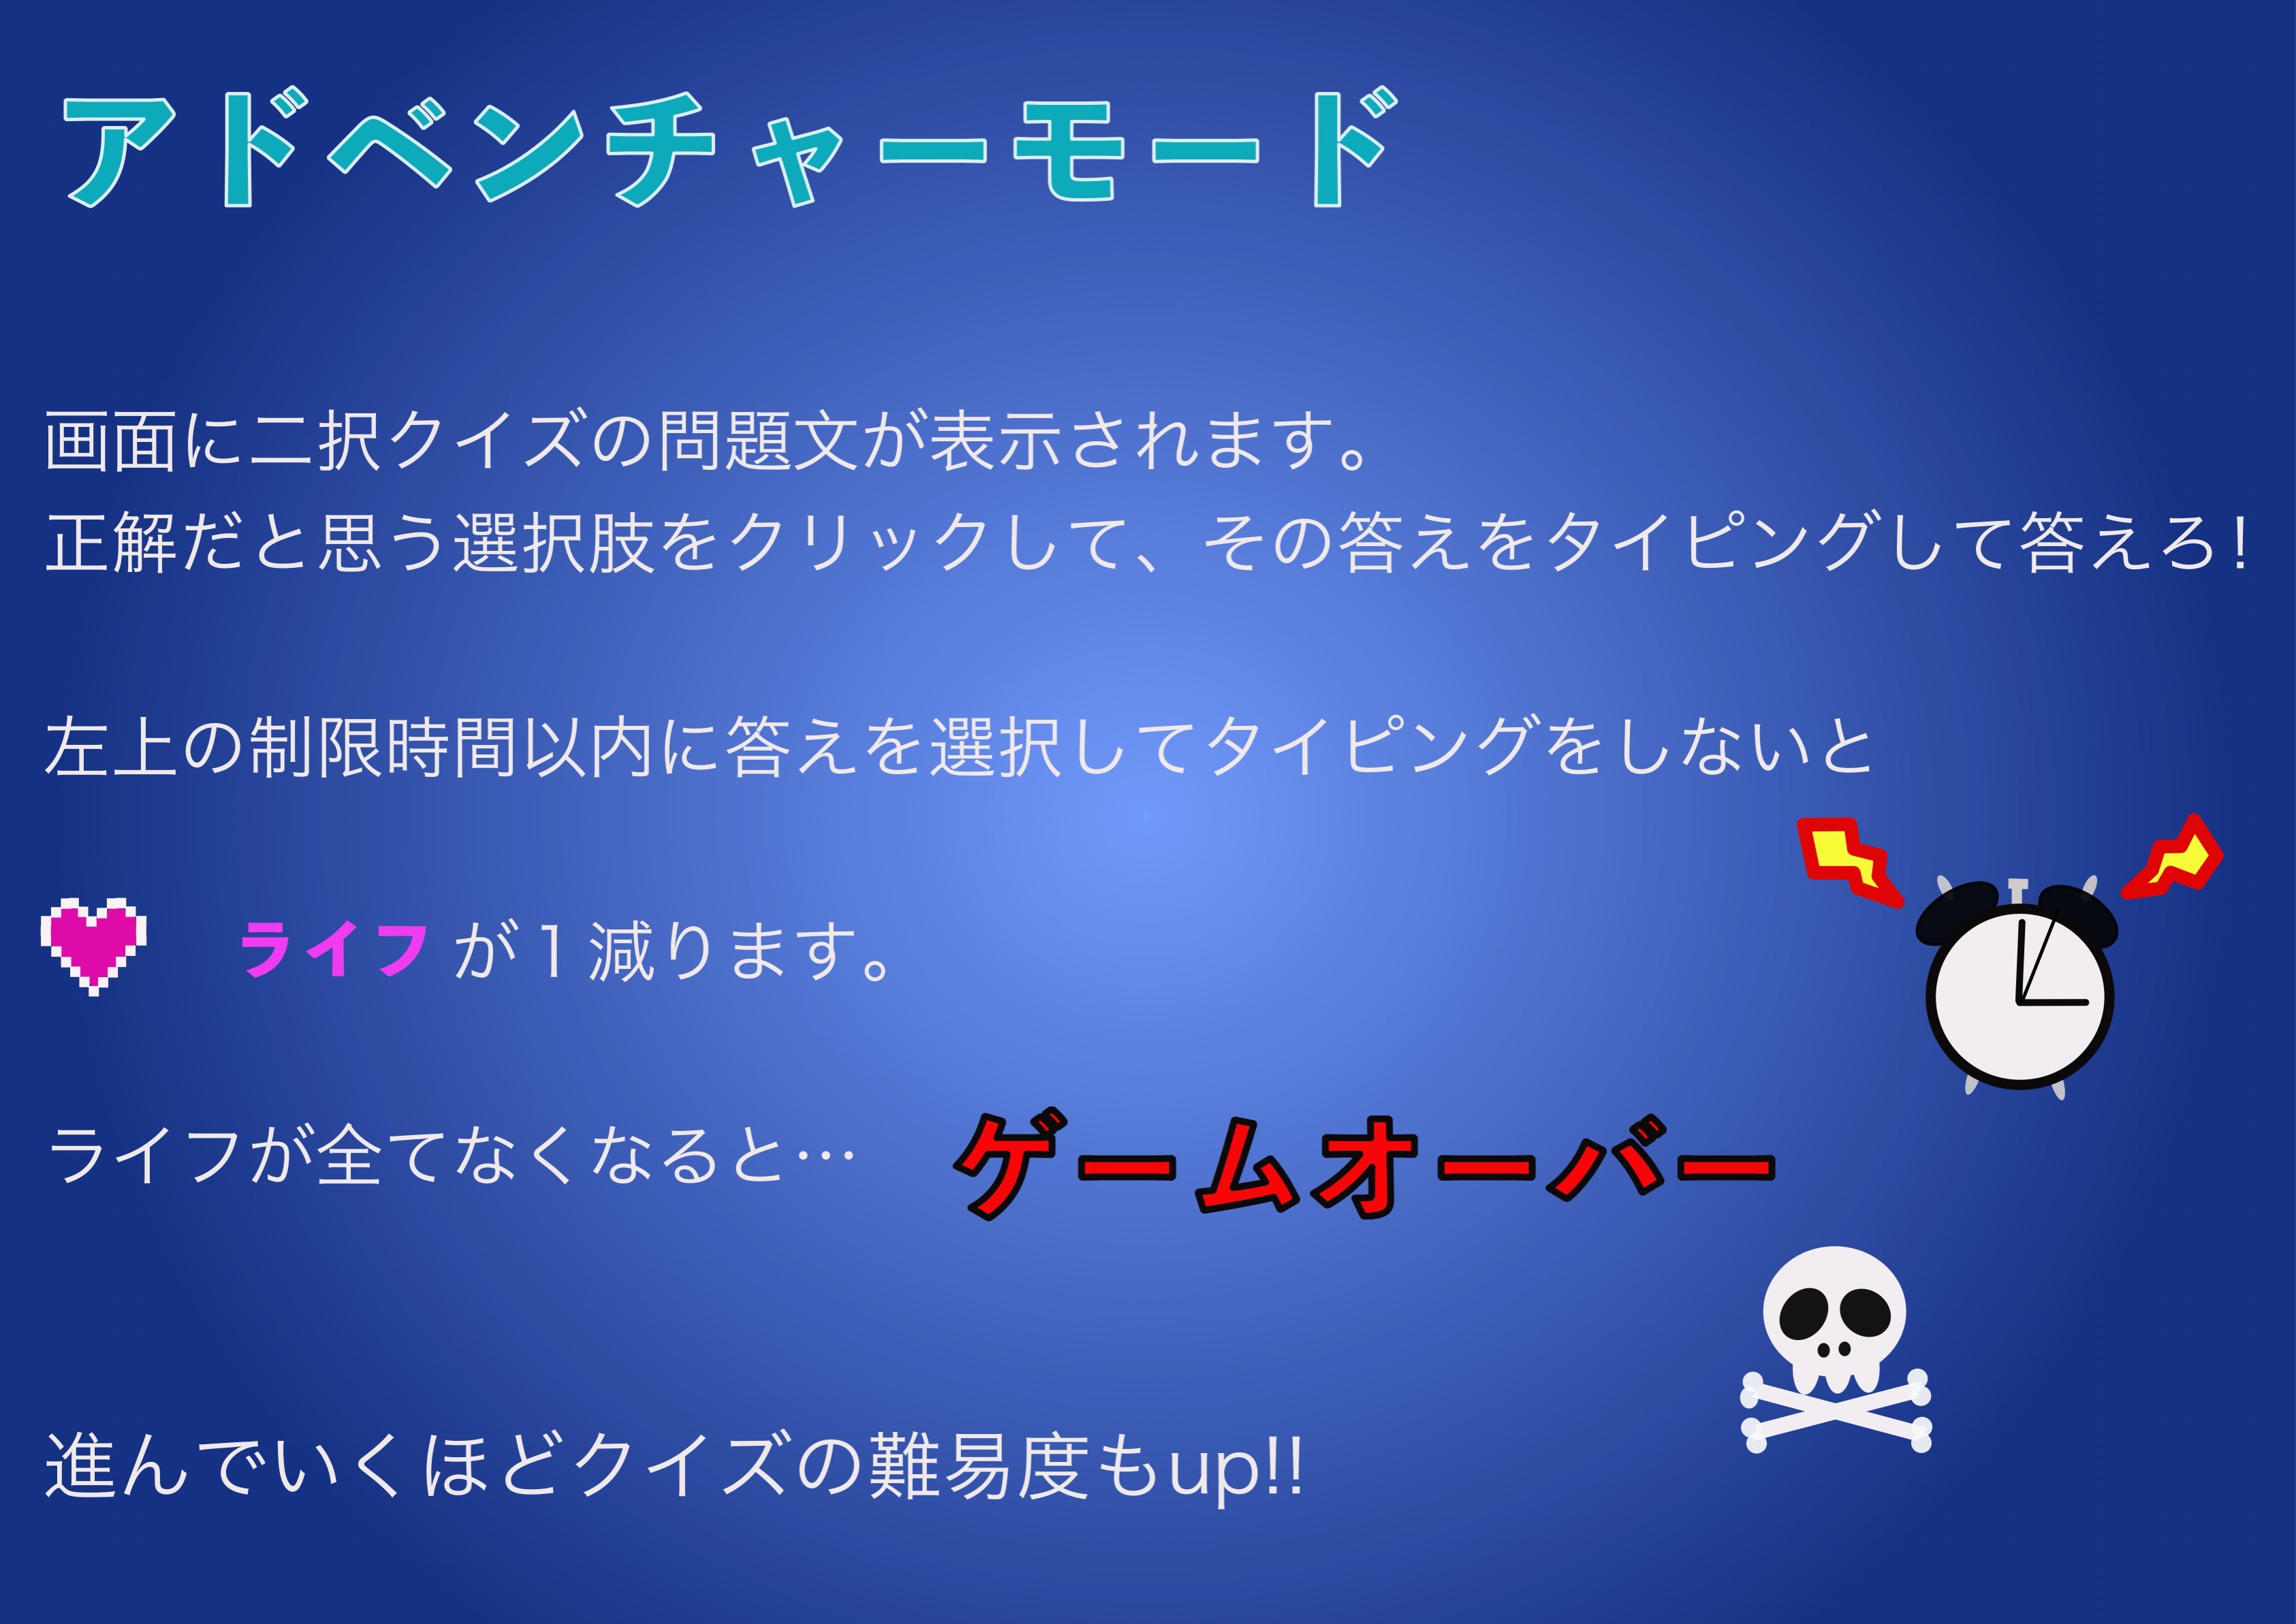 アドベンチャーモード
画面に二択クイズの問題文が表示されます。
正解だと思う選択肢をクリックして、その答えをタイピングして答えろ！
左上の制限時間以内に答えを選択してタイピングをしないと
ライフ が１減ります。
ライフが全てなくなると… ゲームオーバー
進んでいくほどクイズの難易度もup!!